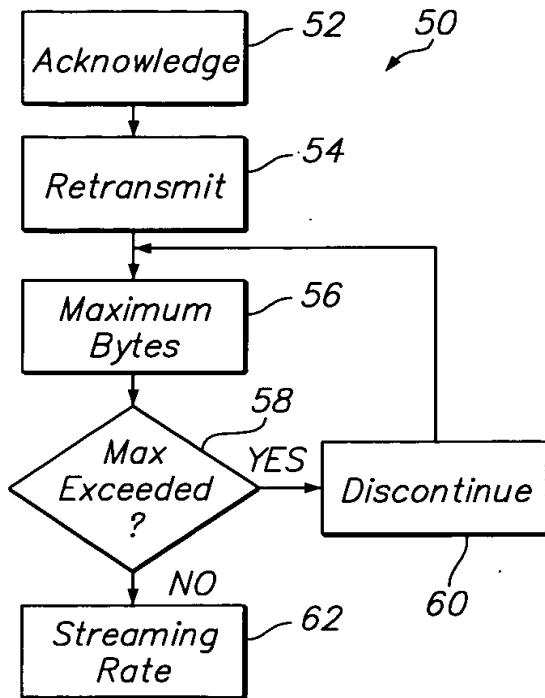 52
50
Acknowledge
54
Retransmit
56
Maximum
Bytes
58
Max
Exceeded
?
YES
Discontinue
60
NO
62
Streaming
Rate